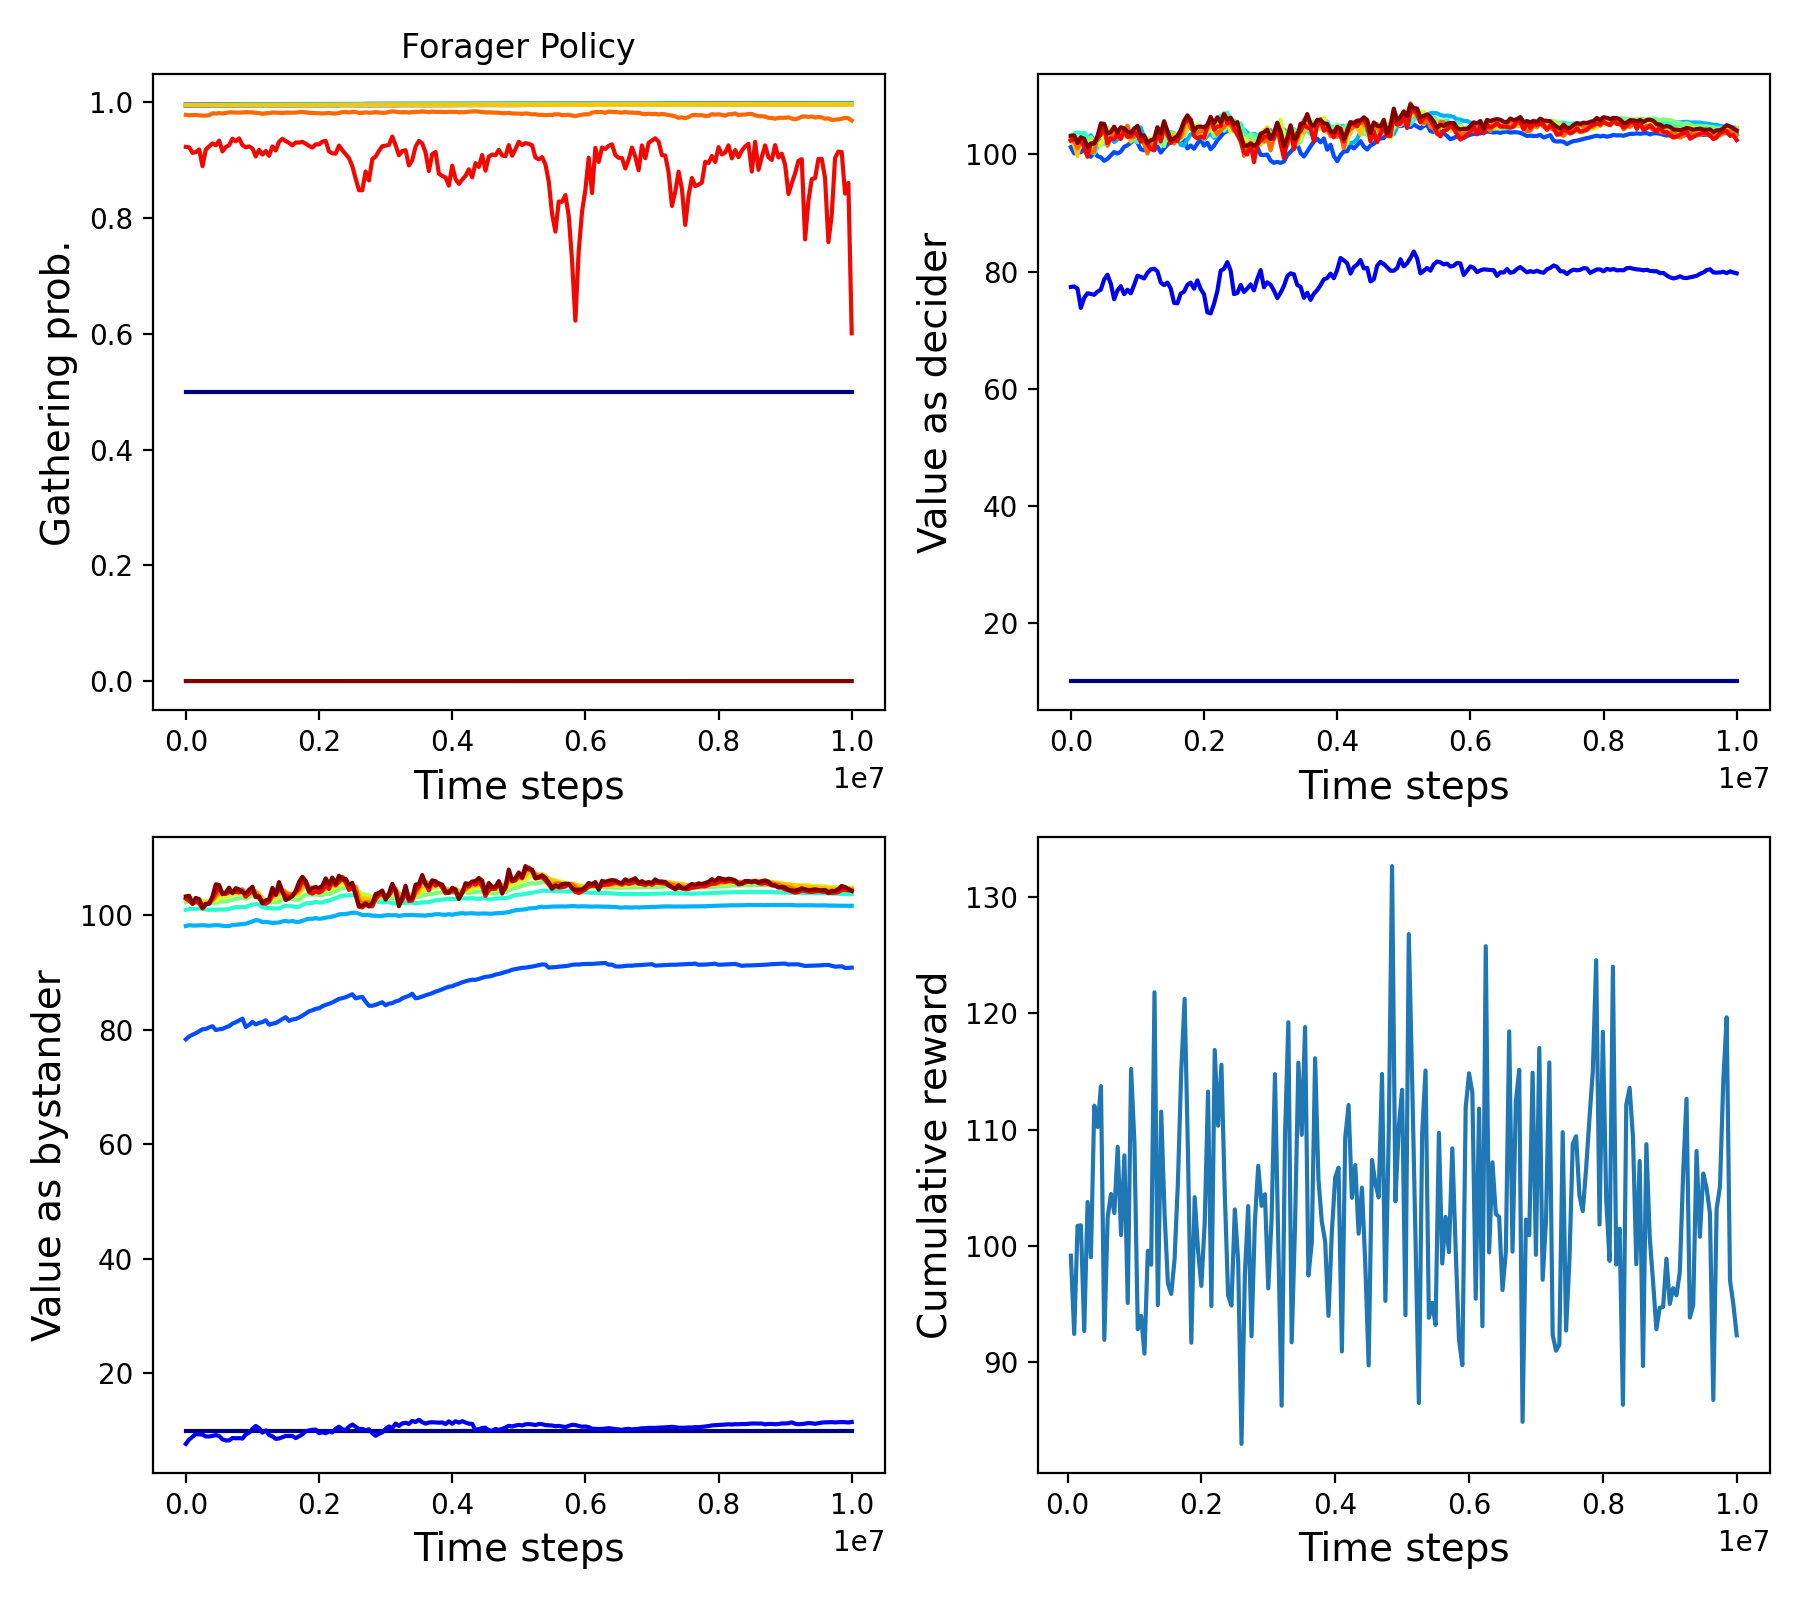 Forager Policy
Gathering prob.
1.0
0.8
0.6
0.4
0.2
0.0
0.0 0.2 0.4 0.6 0.8 1.0
1e7
Time steps
Value as decider
100
80
60
40
20
0.0 0.2 0.4 0.6 0.8 1.0
1e7
Time steps
Value as bystander
100
80
60
40
20
0.0 0.2 0.4 0.6 0.8 1.0
1e7
Time steps
Cumulative reward
130
120
110
100
90
0.0 0.2 0.4 0.6 0.8 1.0
1e7
Time steps